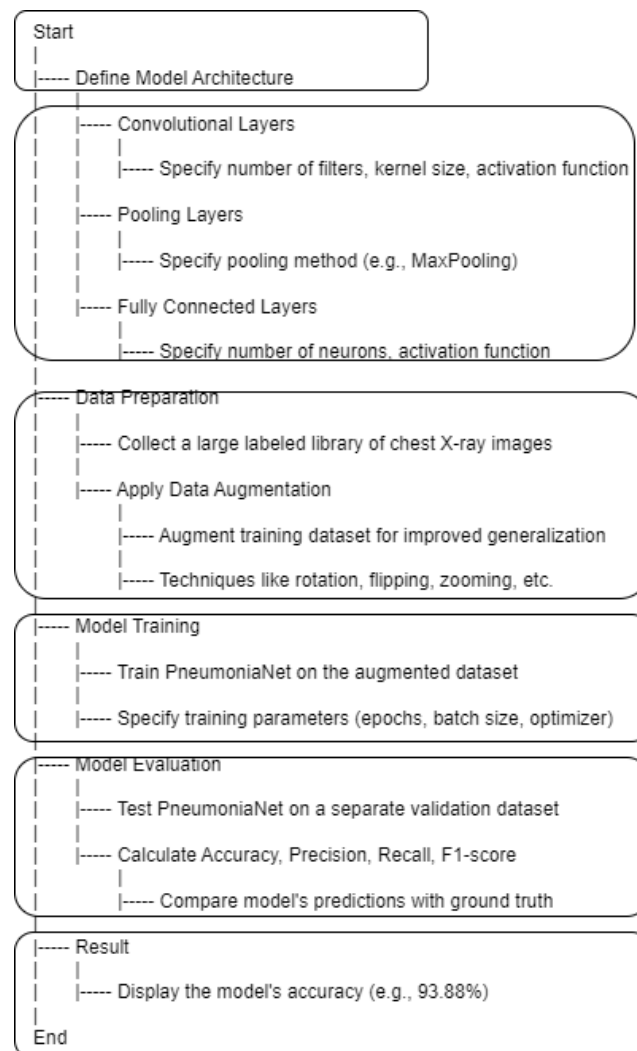 Start
|----- Define Model Architecture
|----- Convolutional Layers
|----- Specify number of filters, kernel size, activation function
|----- Pooling Layers
|----- Specify pooling method (e.g., MaxPooling)
|----- Fully Connected Layers
|----- Specify number of neurons, activation function
|----- Data Preparation
|----- Collect a large labeled library of chest X-ray images
|----- Apply Data Augmentation
|----- Augment training dataset for improved generalization
|----- Techniques like rotation, flipping, zooming, etc.
|----- Model Training
|----- Train PneumoniaNet on the augmented dataset
|----- Specify training parameters (epochs, batch size, optimizer)
|----- Model Evaluation
|----- Test PneumoniaNet on a separate validation dataset
|----- Calculate Accuracy, Precision, Recall, F1-score
|----- Compare model's predictions with ground truth
|----- Result
|----- Display the model's accuracy (e.g., 93.88%)
End